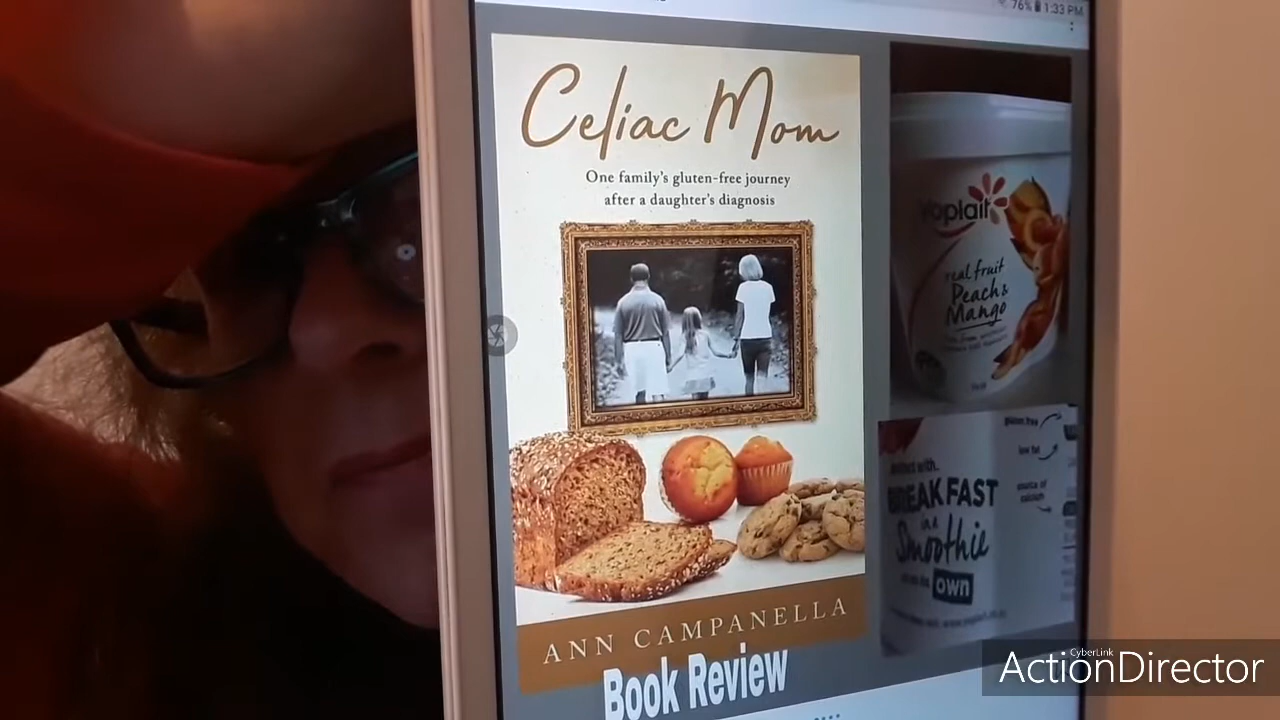 76% 1:33 PM
Celiac Mom
One family's gluten-free journey
after a daughter's diagnosis
ANN CAMPANELLA
Book Review
Yoplait
real fruit
Peach &
Mango
gluten free
low fat
source of
calcium
with.
BREAKFAST
in a
Smoothie
OWN
CyberLink
ActionDirector